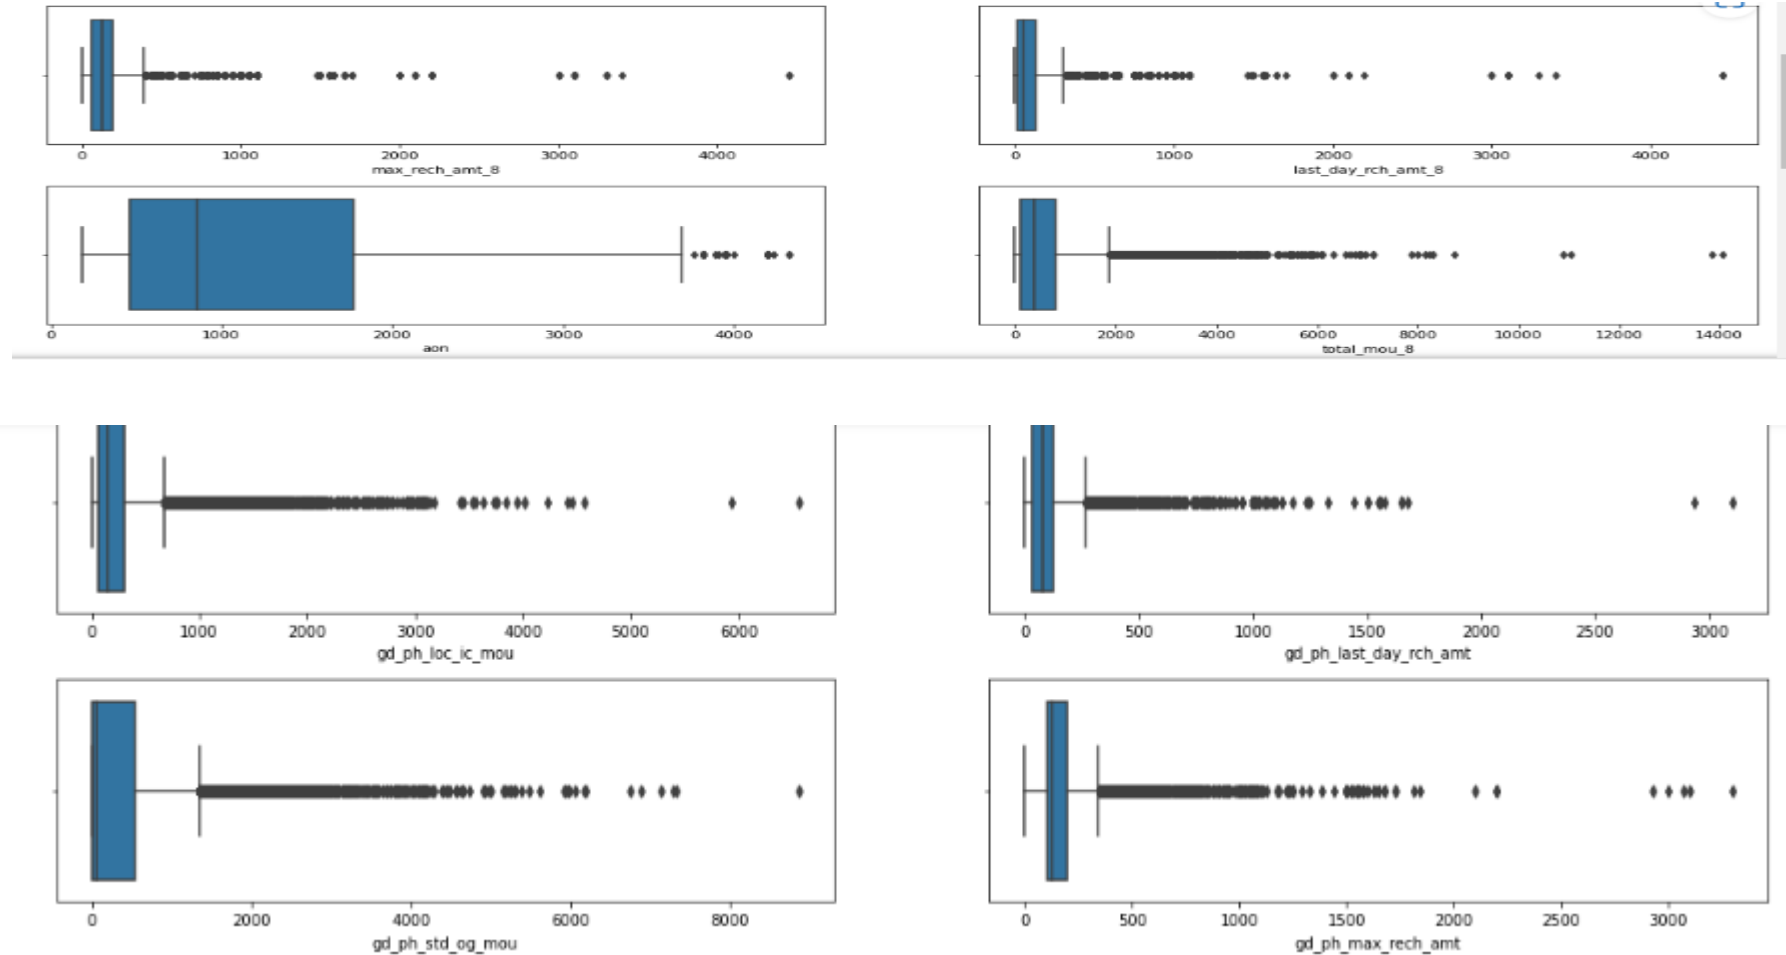 0 1000 2000 3000 4000
max_rech_amt_8
0 1000 2000 3000 4000
last_day_rch_amt_8
0 1000 2000 3000 4000
aon
0 2000 4000 6000 8000 10000 12000 14000
total_mou_8
0 1000 2000 3000 4000 5000 6000
gd_ph_loc_ic_mou
0 500 1000 1500 2000 2500 3000
gd_ph_last_day_rch_amt
0 2000 4000 6000 8000
gd_ph_std_og_mou
0 500 1000 1500 2000 2500 3000
gd_ph_max_rech_amt